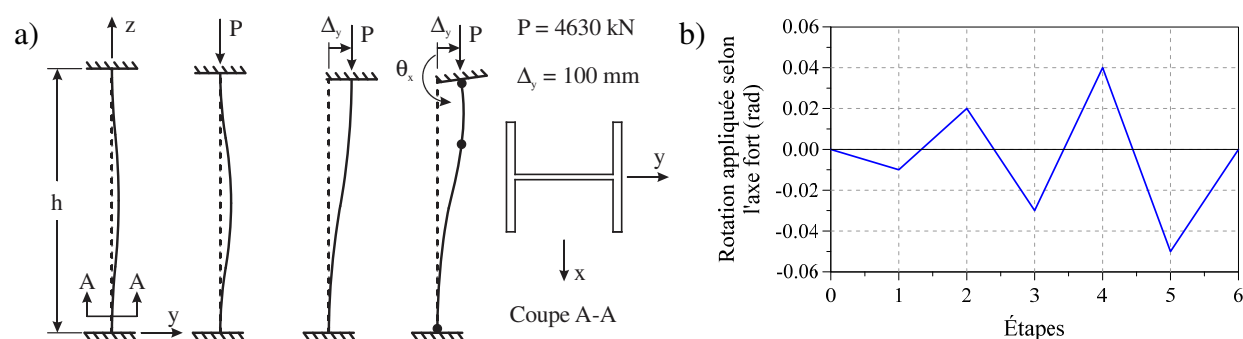 a)
z
P
Δy
P
Δy
P
θx
P = 4630 kN
Δy = 100 mm
h
A
A
y
y
x
Coupe A-A
b)
Rotation appliquée selon
l'axe fort (rad)
0.06
0.04
0.02
0.00
-0.02
-0.04
-0.06
0
1
2
3
4
5
6
Étapes